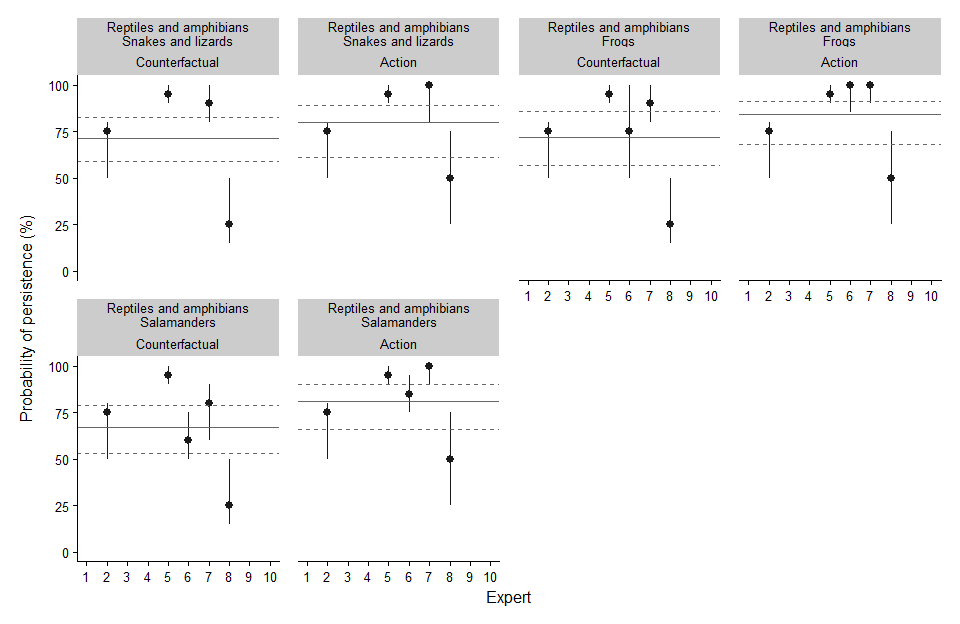 Reptiles and amphibians Reptiles and amphibians Reptiles and amphibians Reptiles and amphibians
Snakes and lizards Snakes and lizards Frogs Frogs
Counterfactual Action Counterfactual Action
100
75
50
25
0
1 2 3 4 5 6 7 8 9 10 1 2 3 4 5 6 7 8 9 10
Reptiles and amphibians Reptiles and amphibians
Salamanders Salamanders
Counterfactual Action
100
75
50
25
0
1 2 3 4 5 6 7 8 9 10 1 2 3 4 5 6 7 8 9 10
Probability of persistence (%)
Expert